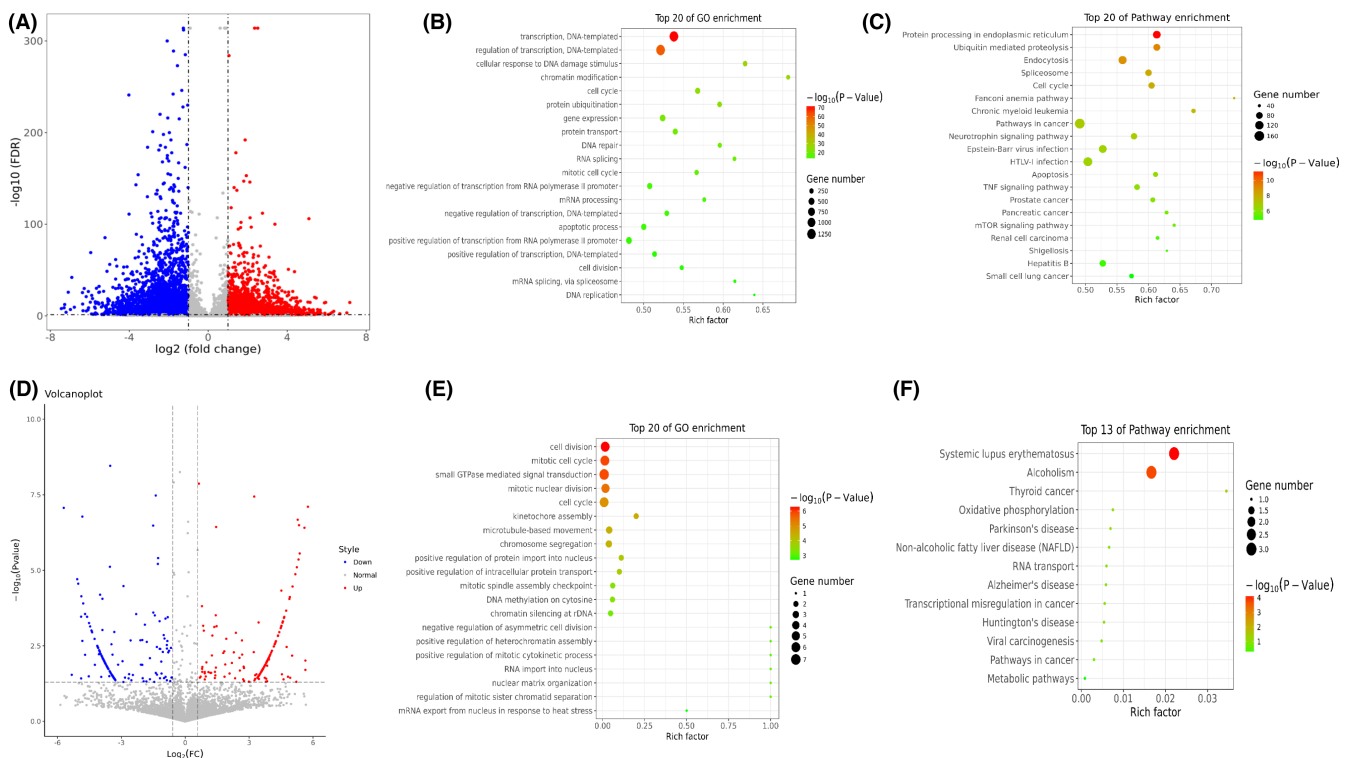 (A)
300
200
100
0
-log10 (FDR)
-8
-4
0
4
8
log2 (fold change)
(B)
Top 20 of GO enrichment
transcription, DNA-templated
regulation of transcription, DNA-templated
cellular response to DNA damage stimulus
chromatin modification
cell cycle
protein ubiquitination
gene expression
protein transport
DNA repair
RNA splicing
mitotic cell cycle
negative regulation of transcription from RNA polymerase II promoter
mRNA processing
negative regulation of transcription, DNA-templated
apoptotic process
positive regulation of transcription from RNA polymerase II promoter
positive regulation of transcription, DNA-templated
cell division
mRNA splicing, via spliceosome
DNA replication
0.50
0.55
0.60
0.65
Rich factor
−log10(P − Value)
70
60
50
40
30
20
Gene number
250
500
750
1000
1250
(C)
Top 20 of Pathway enrichment
Protein processing in endoplasmic reticulum
Ubiquitin mediated proteolysis
Endocytosis
Spliceosome
Cell cycle
Fanconi anemia pathway
Chronic myeloid leukemia
Pathways in cancer
Neurotrophin signaling pathway
Epstein-Barr virus infection
HTLV-I infection
Apoptosis
TNF signaling pathway
Prostate cancer
Pancreatic cancer
mTOR signaling pathway
Renal cell carcinoma
Shigellosis
Hepatitis B
Small cell lung cancer
0.50
0.55
0.60
0.65
0.70
Rich factor
Gene number
40
80
120
160
−log10(P − Value)
10
8
6
(D)
Volcanoplot
10.0
7.5
5.0
2.5
0.0
−log10(Pvalue)
-6
-3
0
3
6
Log2(FC)
Style
Down
Normal
Up
(E)
Top 20 of GO enrichment
cell division
mitotic cell cycle
small GTPase mediated signal transduction
mitotic nuclear division
cell cycle
kinetochore assembly
microtubule-based movement
chromosome segregation
positive regulation of protein import into nucleus
positive regulation of intracellular protein transport
mitotic spindle assembly checkpoint
DNA methylation on cytosine
chromatin silencing at rDNA
negative regulation of asymmetric cell division
positive regulation of heterochromatin assembly
positive regulation of mitotic cytokinetic process
RNA import into nucleus
nuclear matrix organization
regulation of mitotic sister chromatid separation
mRNA export from nucleus in response to heat stress
0.00
0.25
0.50
0.75
1.00
Rich factor
−log10(P − Value)
6
5
4
3
Gene number
1
2
3
4
5
6
7
(F)
Top 13 of Pathway enrichment
Systemic lupus erythematosus
Alcoholism
Thyroid cancer
Oxidative phosphorylation
Parkinson's disease
Non-alcoholic fatty liver disease (NAFLD)
RNA transport
Alzheimer's disease
Transcriptional misregulation in cancer
Huntington's disease
Viral carcinogenesis
Pathways in cancer
Metabolic pathways
0.00
0.01
0.02
0.03
Rich factor
Gene number
1.0
1.5
2.0
2.5
3.0
−log10(P − Value)
4
3
2
1